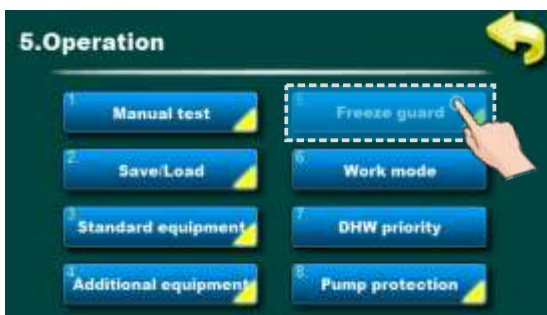 5.Operation
1.
Manual test
2.
Save/Load
3.
Standard equipment
4.
Additional equipment
5.
Freeze guard
6.
Work mode
7.
DHW priority
8.
Pump protection